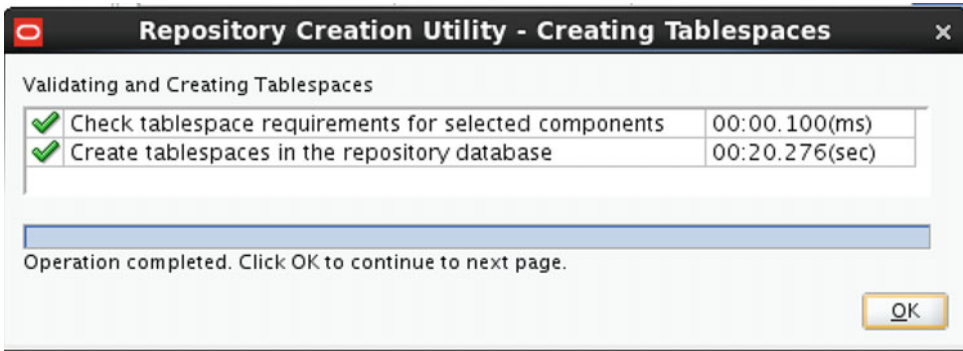 Repository Creation Utility - Creating Tablespaces
Validating and Creating Tablespaces
Check tablespace requirements for selected components 00:00.100(ms)
Create tablespaces in the repository database 00:20.276(sec)
Operation completed. Click OK to continue to next page.
OK